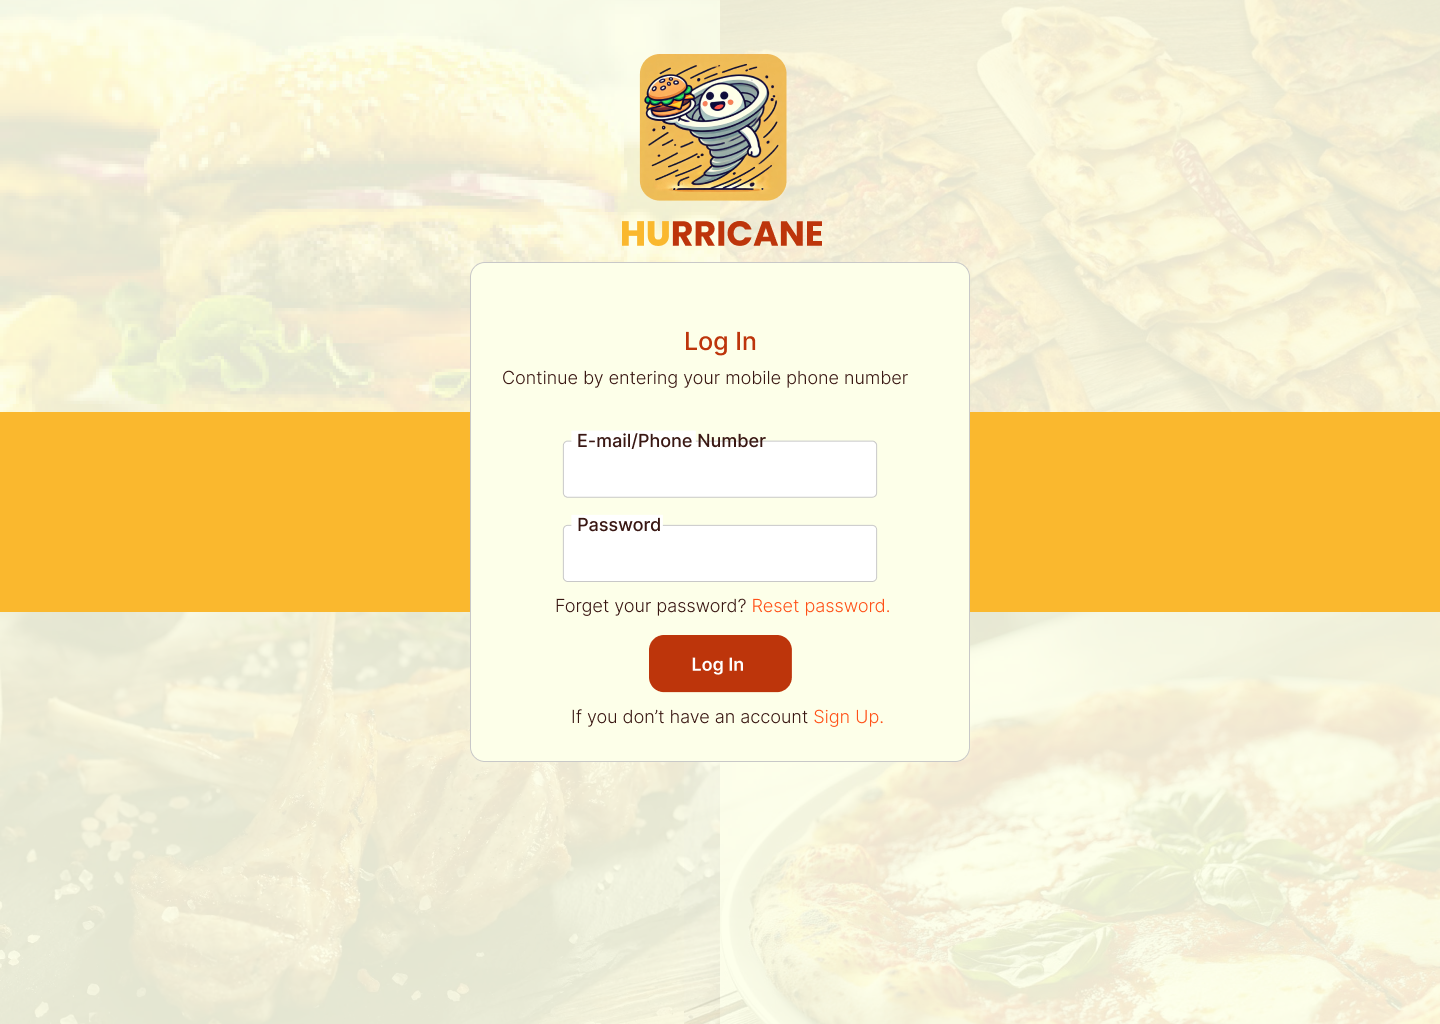 HURRICANE
Log In
Continue by entering your mobile phone number
E-mail/Phone Number
Password
Forget your password? Reset password.
Log In
If you don’t have an account Sign Up.